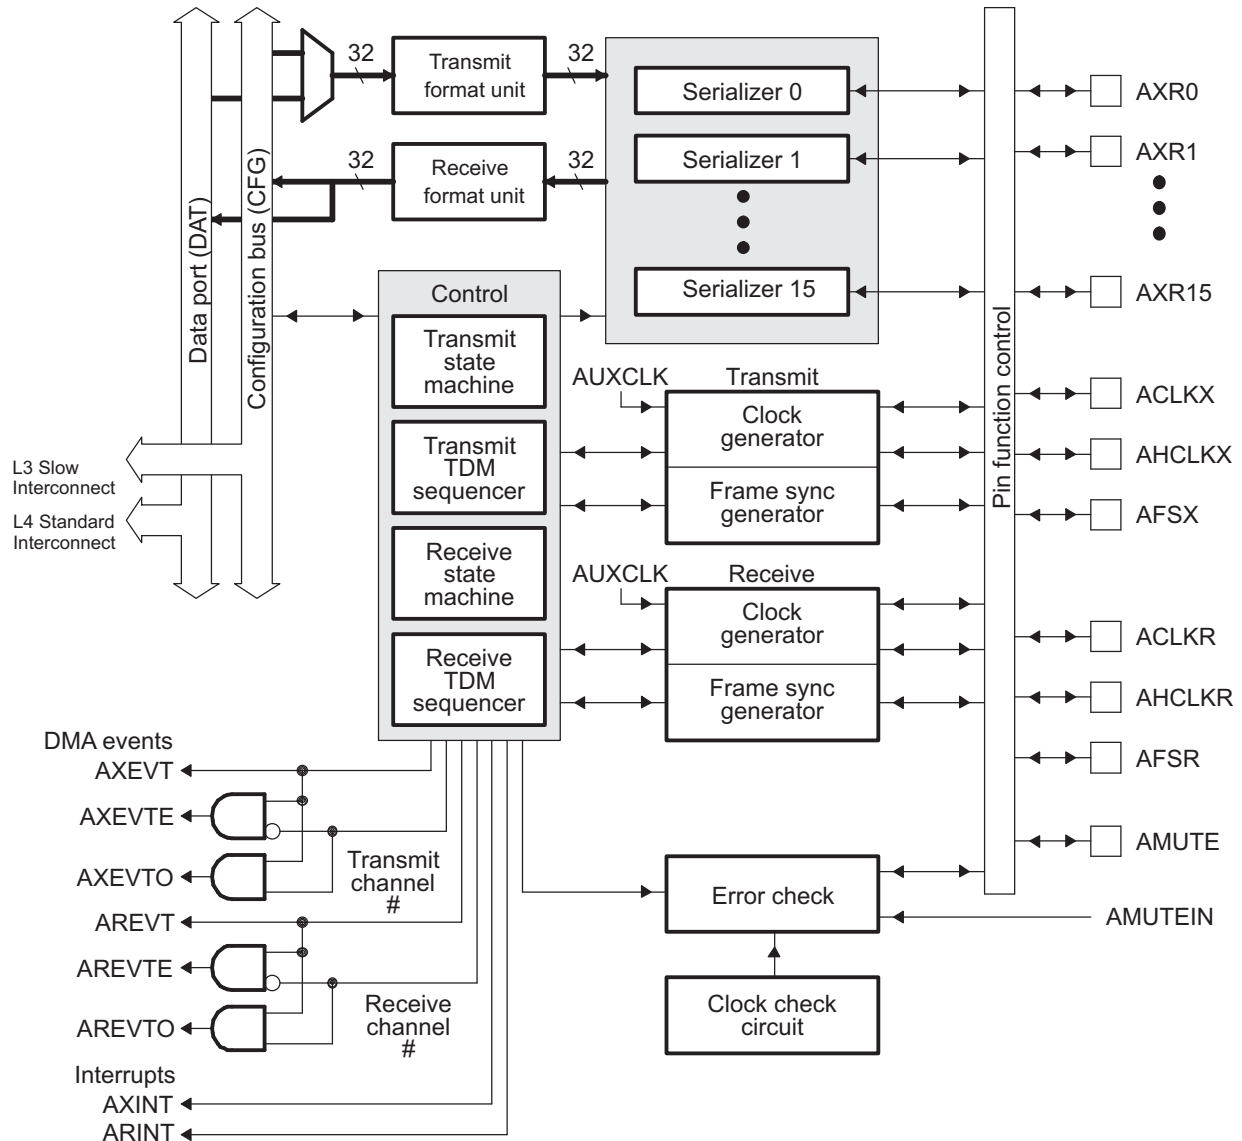 32
Transmit
format unit
32
Serializer 0
AXR0
32
Receive
format unit
32
Serializer 1
AXR1
Data port (DAT)
Configuration bus (CFG)
Serializer 15
AXR15
Control
Transmit
state
machine
Transmit
TDM
sequencer
Receive
state
machine
Receive
TDM
sequencer
AUXCLK
Transmit
Clock
generator
Frame sync
generator
AUXCLK
Receive
Clock
generator
Frame sync
generator
Pin function control
ACLKX
AHCLKX
AFSX
ACLKR
AHCLKR
AFSR
AMUTE
AMUTEIN
L3 Slow
Interconnect
L4 Standard
Interconnect
DMA events
AXEVT
AXEVTE
AXEVTO
Transmit
channel
#
AREVT
AREVTE
AREVTO
Receive
channel
#
Error check
Clock check
circuit
Interrupts
AXINT
ARINT